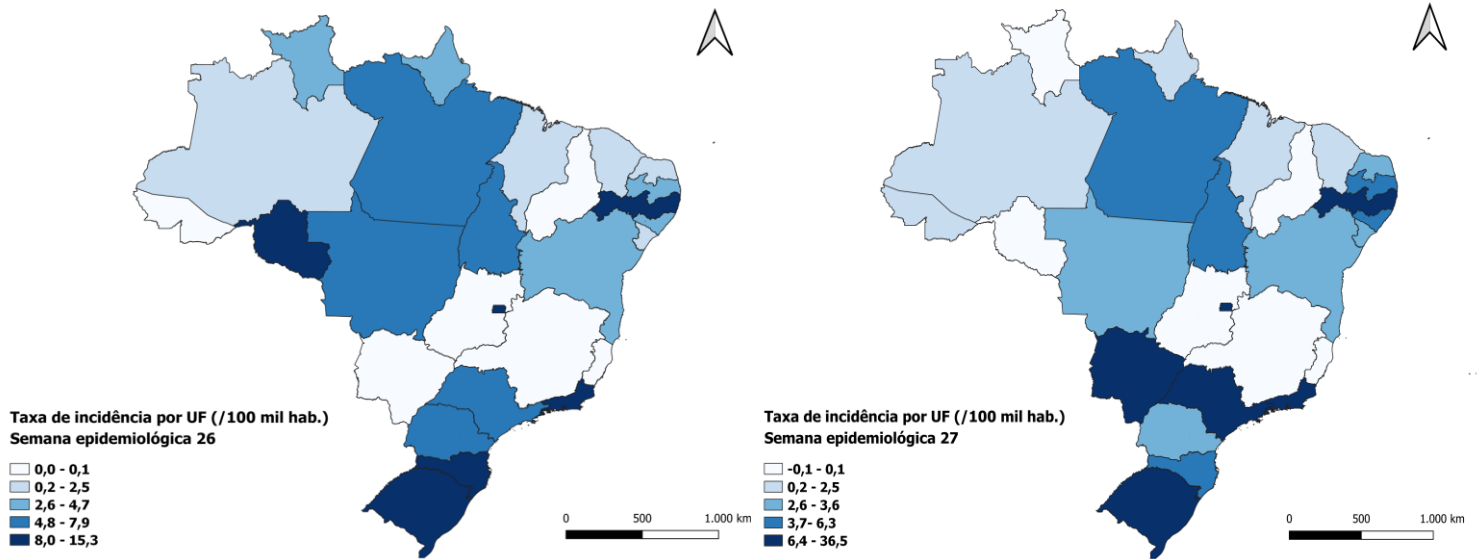 Taxa de incidência por UF (/100 mil hab.)
Semana epidemiológica 26
0,0 - 0,1
0,2 - 2,5
2,6 - 4,7
4,8 - 7,9
8,0 - 15,3
0 500 1.000 km
Taxa de incidência por UF (/100 mil hab.)
Semana epidemiológica 27
-0,1 - 0,1
0,2 - 2,5
2,6 - 3,6
3,7- 6,3
6,4 - 36,5
0 500 1.000 km